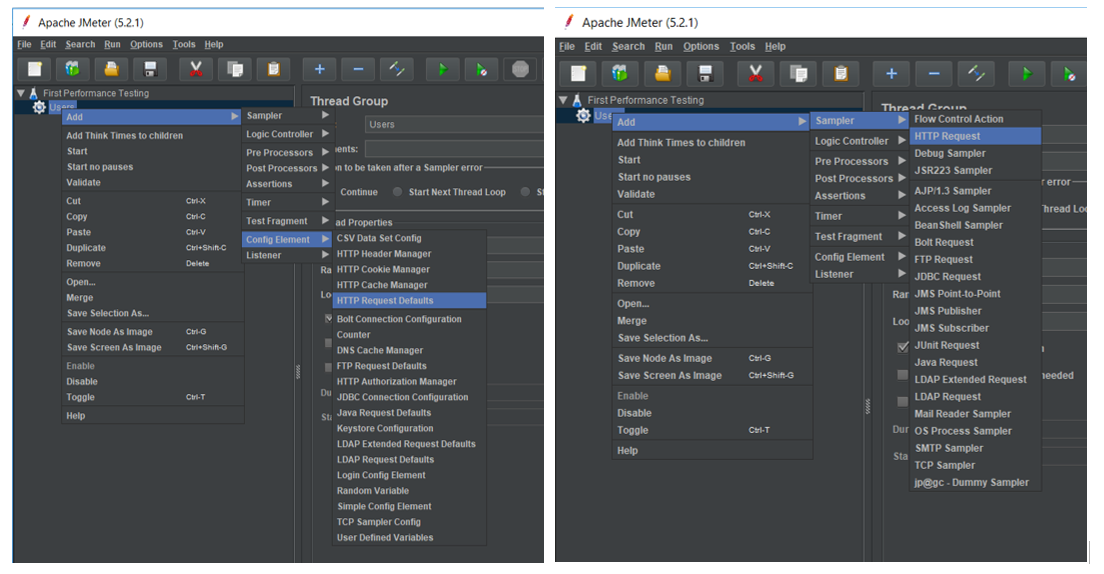 Apache JMeter (5.2.1)
File Edit Search Run Options Tools Help
First Performance Testing
Users
Thread Group
Users
ents:
on to be taken after a Sampler error
Continue Start Next Thread Loop St
ad Properties
Ra
Lo
Du
Sta
Add
Add Think Times to children
Start
Start no pauses
Validate
Cut Ctrl-X
Copy Ctrl-C
Paste Ctrl-V
Duplicate Ctrl+Shift-C
Remove Delete
Open...
Merge
Save Selection As...
Save Node As Image Ctrl-G
Save Screen As Image Ctrl+Shift-G
Enable
Disable
Toggle Ctrl-T
Help
Sampler
Logic Controller
Pre Processors
Post Processors
Assertions
Timer
Test Fragment
Config Element
Listener
CSV Data Set Config
HTTP Header Manager
HTTP Cookie Manager
HTTP Cache Manager
HTTP Request Defaults
Bolt Connection Configuration
Counter
DNS Cache Manager
FTP Request Defaults
HTTP Authorization Manager
JDBC Connection Configuration
Java Request Defaults
Keystore Configuration
LDAP Extended Request Defaults
LDAP Request Defaults
Login Config Element
Random Variable
Simple Config Element
TCP Sampler Config
User Defined Variables
Apache JMeter (5.2.1)
File Edit Search Run Options Tools Help
First Performance Testing
Use
Thread Group
r error
Thread Loo
Ran
Loo
n
needed
Dur
Sta
Add
Add Think Times to children
Start
Start no pauses
Validate
Cut Ctrl-X
Copy Ctrl-C
Paste Ctrl-V
Duplicate Ctrl+Shift-C
Remove Delete
Open...
Merge
Save Selection As...
Save Node As Image Ctrl-G
Save Screen As Image Ctrl+Shift-G
Enable
Disable
Toggle Ctrl-T
Help
Sampler
Logic Controller
Pre Processors
Post Processors
Assertions
Timer
Test Fragment
Config Element
Listener
Flow Control Action
HTTP Request
Debug Sampler
JSR223 Sampler
AJP/1.3 Sampler
Access Log Sampler
BeanShell Sampler
Bolt Request
FTP Request
JDBC Request
JMS Point-to-Point
JMS Publisher
JMS Subscriber
JUnit Request
Java Request
LDAP Extended Request
LDAP Request
Mail Reader Sampler
OS Process Sampler
SMTP Sampler
TCP Sampler
jp@gc - Dummy Sampler